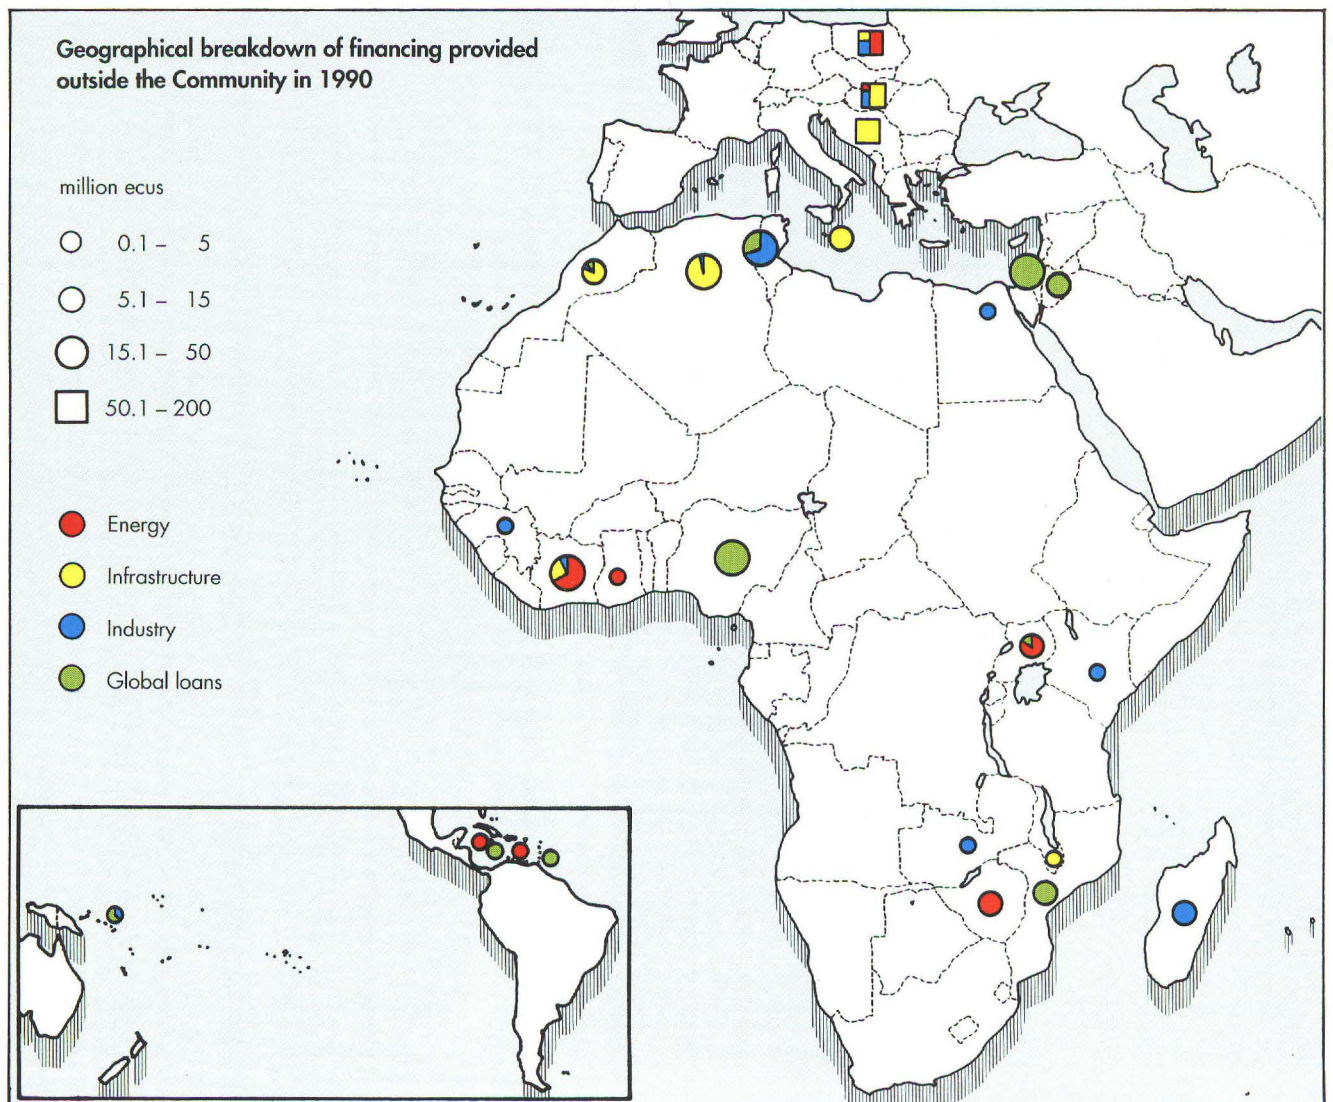 Geographical breakdown of financing provided
outside the Community in 1990
million ecus
0.1 – 5
5.1 – 15
15.1 – 50
50.1 – 200
Energy
Infrastructure
Industry
Global loans